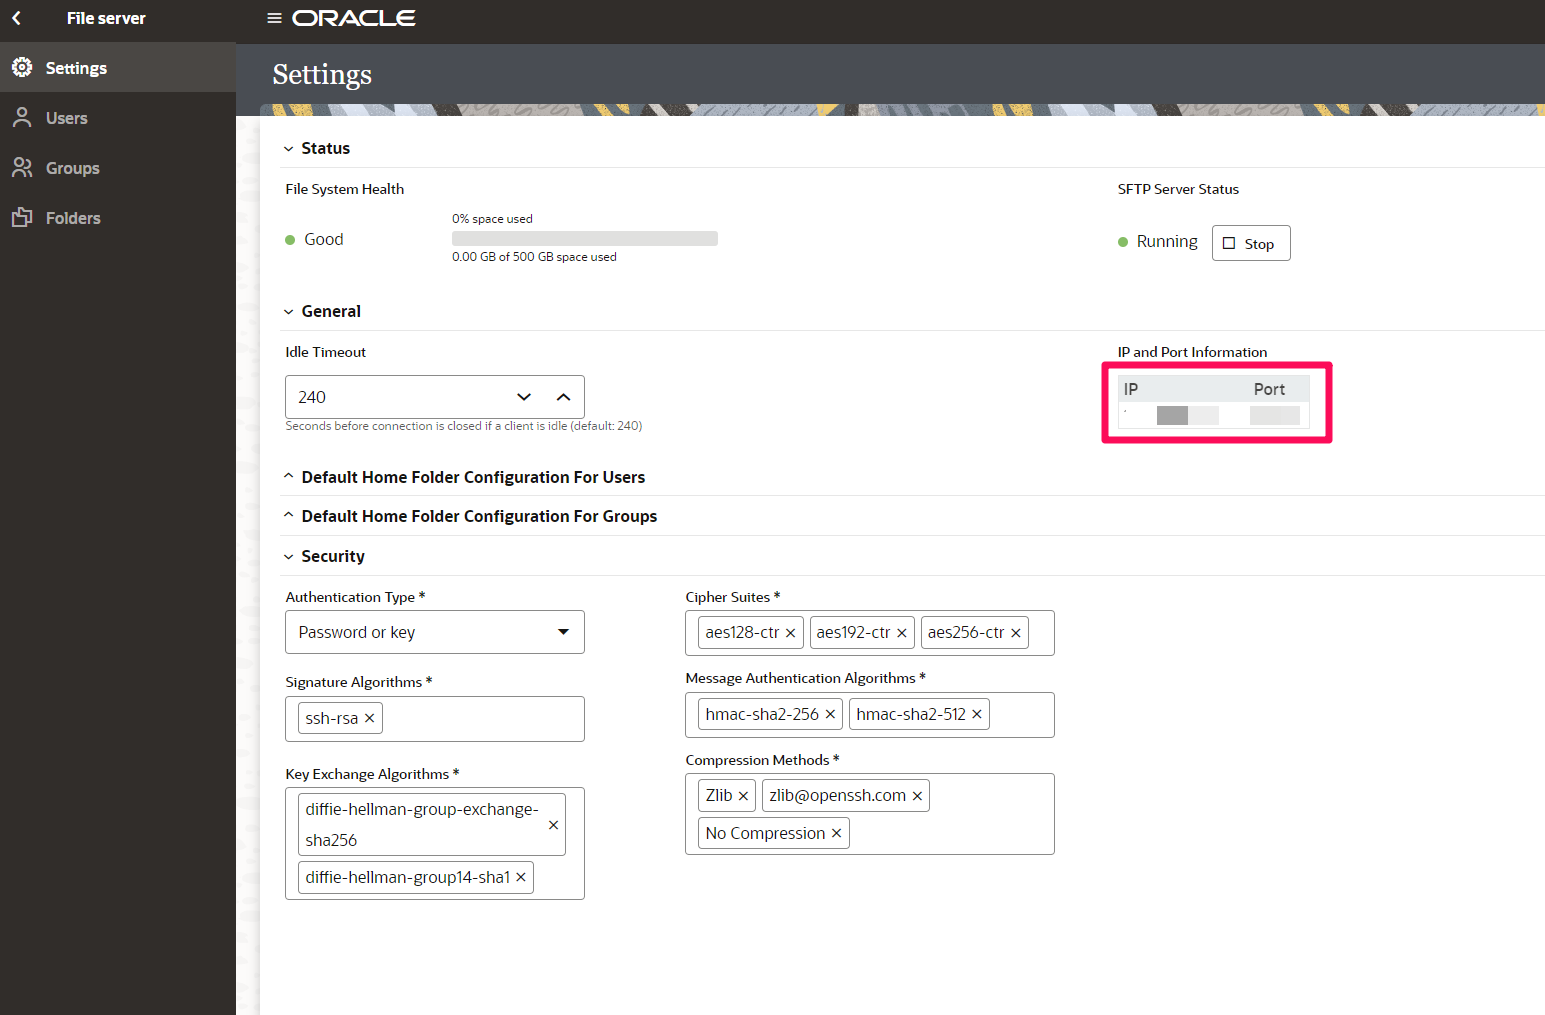 File server
ORACLE
Settings
Settings
Users
Groups
Folders
Status
File System Health
SFTP Server Status
Good
0% space used
0.00 GB of 500 GB space used
Running
Stop
General
Idle Timeout
IP and Port Information
240
IP Port
Seconds before connection is closed if a client is idle (default: 240)
Default Home Folder Configuration For Users
Default Home Folder Configuration For Groups
Security
Authentication Type *
Cipher Suites *
Password or key
aes128-ctr × aes192-ctr × aes256-ctr ×
Signature Algorithms *
Message Authentication Algorithms *
ssh-rsa ×
hmac-sha2-256 × hmac-sha2-512 ×
Key Exchange Algorithms *
Compression Methods *
diffie-hellman-group-exchange-
sha256 ×
diffie-hellman-group14-sha1 ×
Zlib × zlib@openssh.com ×
No Compression ×